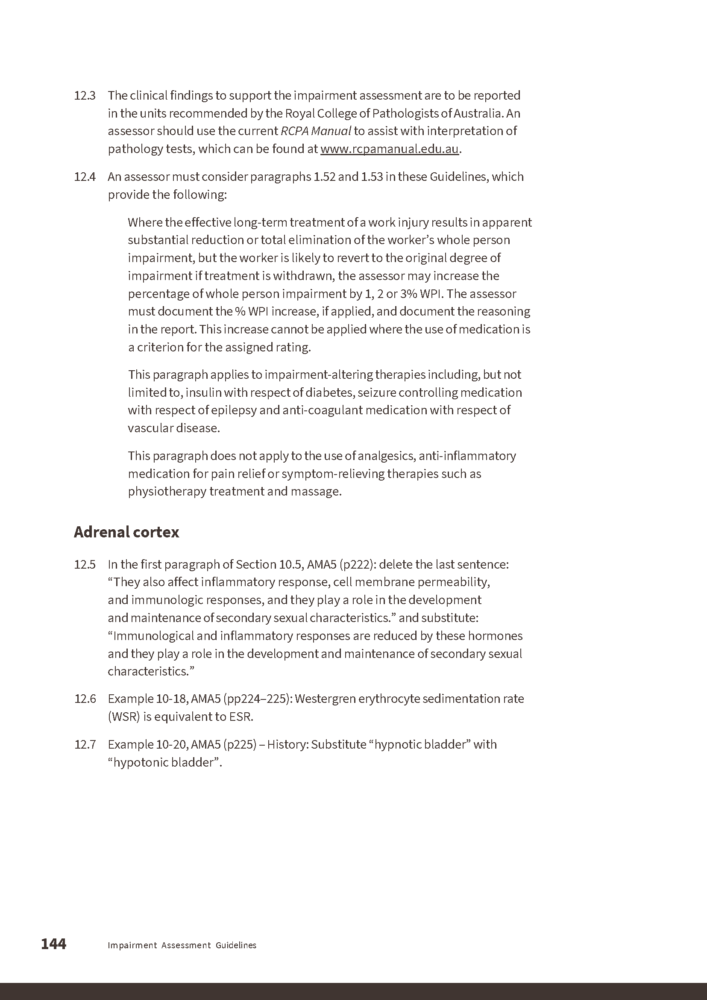 12.3 The clinical findings to support the impairment assessment are to be reported
in the units recommended by the Royal College of Pathologists of Australia. An
assessor should use the current RCPA Manual to assist with interpretation of
pathology tests, which can be found at www.rcpamanual.edu.au.
12.4 An assessor must consider paragraphs 1.52 and 1.53 in these Guidelines, which
provide the following:
Where the effective long-term treatment of a work injury results in apparent
substantial reduction or total elimination of the worker’s whole person
impairment, but the worker is likely to revert to the original degree of
impairment if treatment is withdrawn, the assessor may increase the
percentage of whole person impairment by 1, 2 or 3% WPI. The assessor
must document the % WPI increase, if applied, and document the reasoning
in the report. This increase cannot be applied where the use of medication is
a criterion for the assigned rating.
This paragraph applies to impairment-altering therapies including, but not
limited to, insulin with respect of diabetes, seizure controlling medication
with respect of epilepsy and anti-coagulant medication with respect of
vascular disease.
This paragraph does not apply to the use of analgesics, anti-inflammatory
medication for pain relief or symptom-relieving therapies such as
physiotherapy treatment and massage.
Adrenal cortex
12.5 In the first paragraph of Section 10.5, AMA5 (p222): delete the last sentence:
“They also affect inflammatory response, cell membrane permeability,
and immunologic responses, and they play a role in the development
and maintenance of secondary sexual characteristics.” and substitute:
“Immunological and inflammatory responses are reduced by these hormones
and they play a role in the development and maintenance of secondary sexual
characteristics.”
12.6 Example 10-18, AMA5 (pp224–225): Westergren erythrocyte sedimentation rate
(WSR) is equivalent to ESR.
12.7 Example 10-20, AMA5 (p225) – History: Substitute “hypnotic bladder” with
“hypotonic bladder”.
144 Impairment Assessment Guidelines